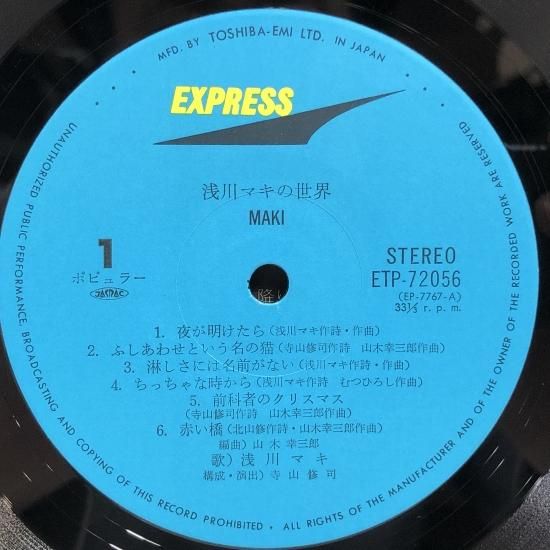 MFD. BY TOSHIBA-EMI LTD. IN JAPAN
EXPRESS
浅川マキの世界
MAKI
1
ポピュラー
JASRAC
STEREO
ETP-72056
(EP-7767-A)
33⅓ r. p. m.
1. 夜が明けたら(浅川マキ作詩・作曲)
2. ふしあわせという名の猫(寺山修司作詩 山木幸三郎作曲)
3. 淋しさには名前がない(浅川マキ作詩・作曲)
4. ちっちゃな時から(浅川マキ作詩 むつひろし作曲)
5. 前科者のクリスマス
(寺山修司作詩 山木幸三郎作曲)
6. 赤い橋(北山修作詩 山木幸三郎作曲)
編曲) 山木幸三郎
歌) 浅川マキ
構成・演出) 寺山修司
UNAUTHORIZED PUBLIC PERFORMANCE, BROADCASTING AND COPYING OF THIS RECORD PROHIBITED • ALL RIGHTS OF THE MANUFACTURER AND OF THE OWNER OF THE RECORDED WORK ARE RESERVED